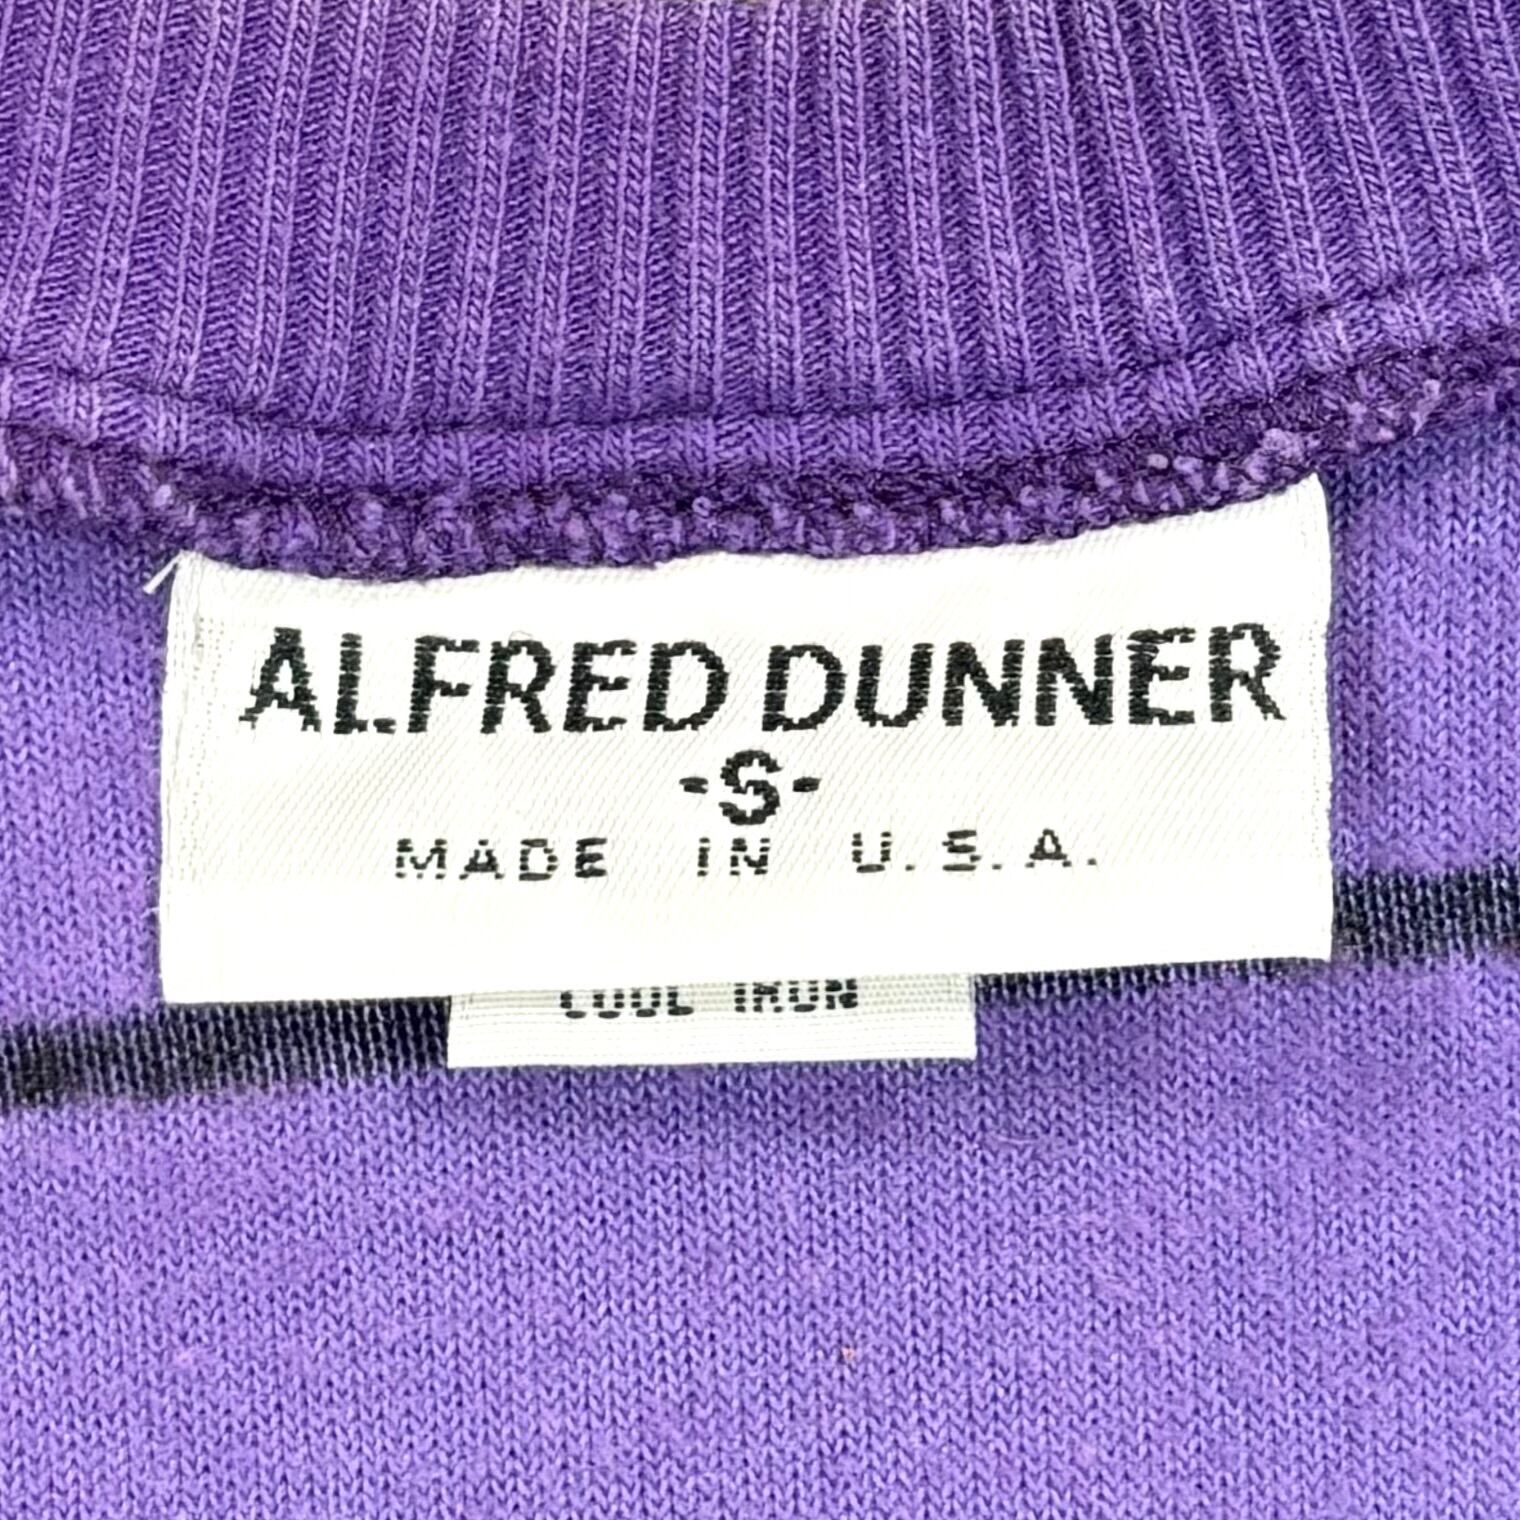 ALFRED DUNNER
-S-
MADE IN U.S.A.
COOL IRON